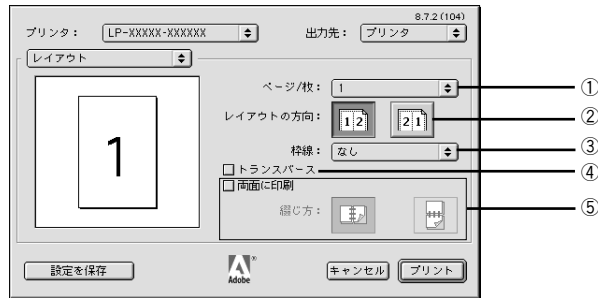 8.7.2 (104)
プリンタ： LP-XXXXX-XXXXXX 出力先： プリンタ
レイアウト
ページ/枚： 1 ①
レイアウトの方向： 1 2 2 1 ②
枠線： なし ③
トランスバース ④
両面に印刷
綴じ方： ⑤
1
設定を保存 Adobe® キャンセル プリント